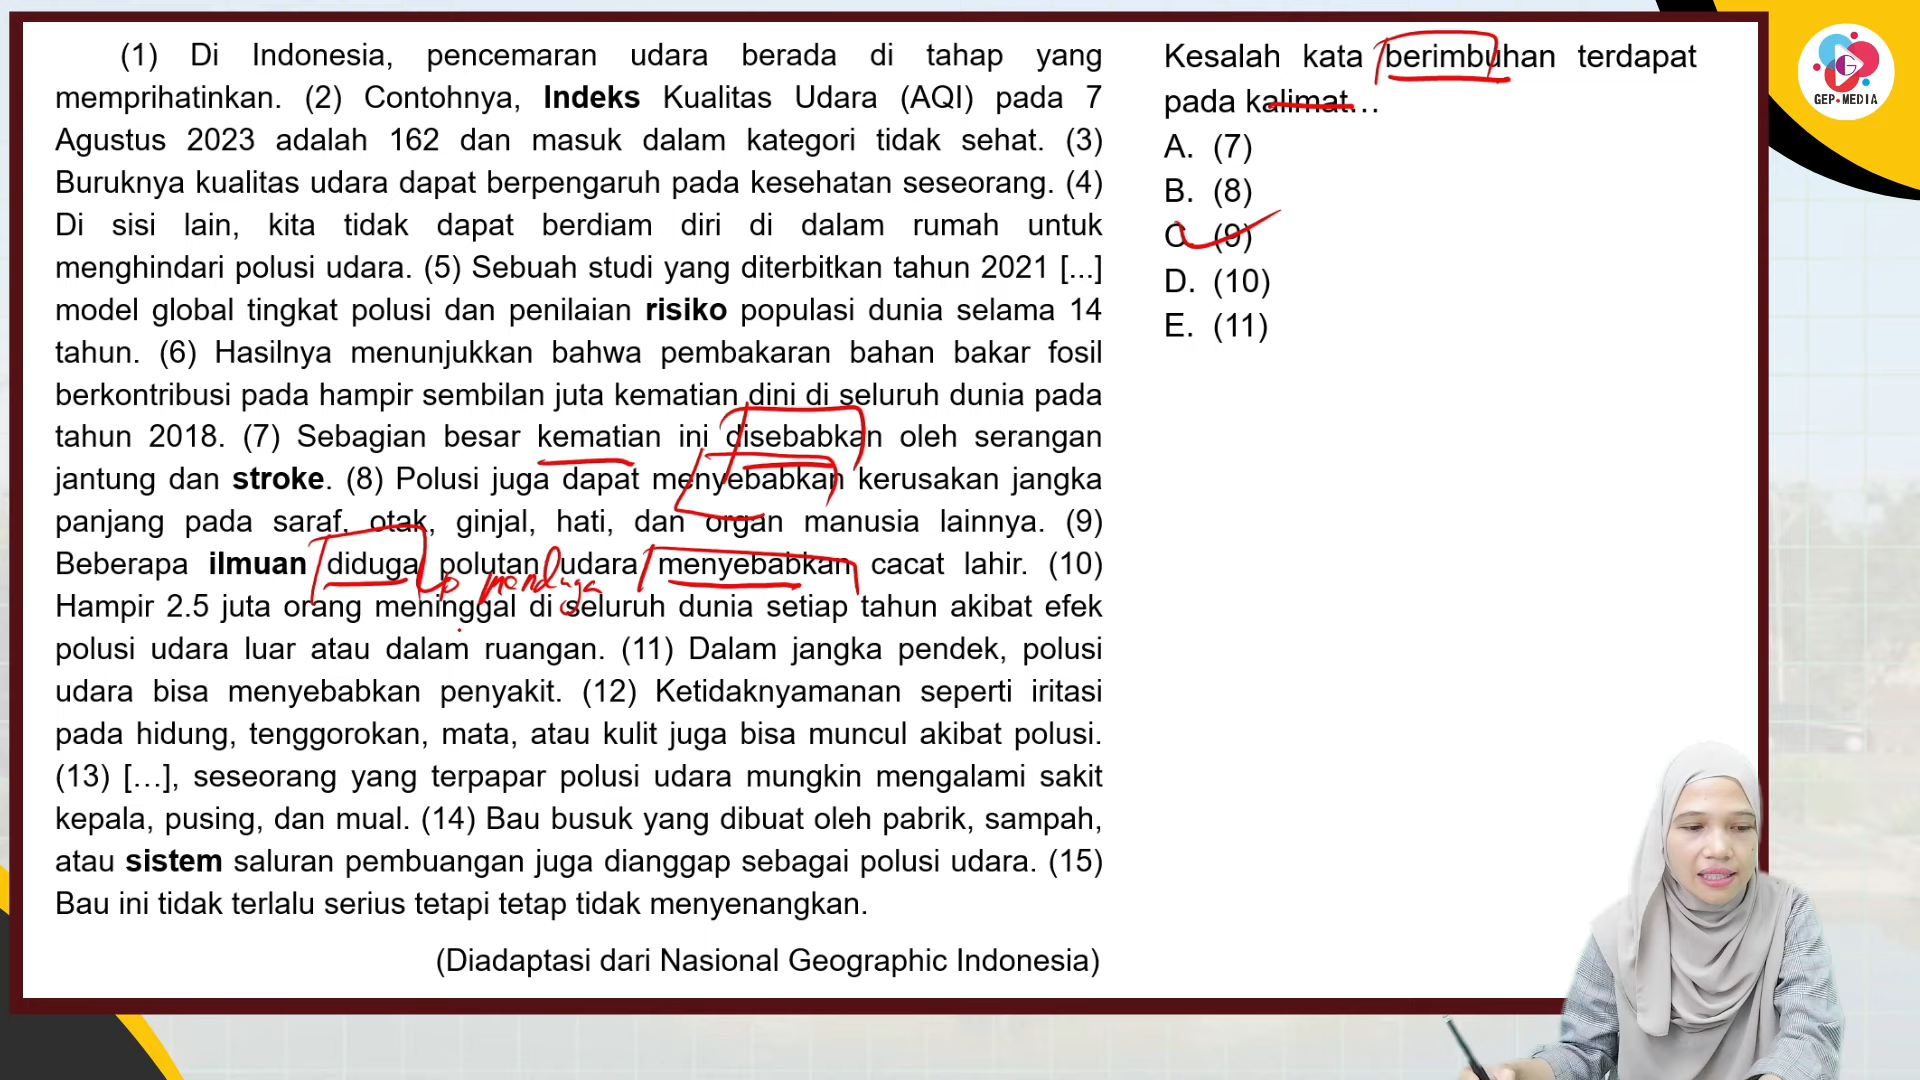 (1) Di Indonesia, pencemaran udara berada di tahap yang
memprihatinkan. (2) Contohnya, Indeks Kualitas Udara (AQI) pada 7
Agustus 2023 adalah 162 dan masuk dalam kategori tidak sehat. (3)
Buruknya kualitas udara dapat berpengaruh pada kesehatan seseorang. (4)
Di sisi lain, kita tidak dapat berdiam diri di dalam rumah untuk
menghindari polusi udara. (5) Sebuah studi yang diterbitkan tahun 2021 [...]
model global tingkat polusi dan penilaian risiko populasi dunia selama 14
tahun. (6) Hasilnya menunjukkan bahwa pembakaran bahan bakar fosil
berkontribusi pada hampir sembilan juta kematian dini di seluruh dunia pada
tahun 2018. (7) Sebagian besar kematian ini disebabkan oleh serangan
jantung dan stroke. (8) Polusi juga dapat menyebabkan kerusakan jangka
panjang pada saraf, otak, ginjal, hati, dan organ manusia lainnya. (9)
Beberapa ilmuan diduga polutan udara menyebabkan cacat lahir. (10)
menduga
Hampir 2.5 juta orang meninggal di seluruh dunia setiap tahun akibat efek
polusi udara luar atau dalam ruangan. (11) Dalam jangka pendek, polusi
udara bisa menyebabkan penyakit. (12) Ketidaknyamanan seperti iritasi
pada hidung, tenggorokan, mata, atau kulit juga bisa muncul akibat polusi.
(13) [...], seseorang yang terpapar polusi udara mungkin mengalami sakit
kepala, pusing, dan mual. (14) Bau busuk yang dibuat oleh pabrik, sampah,
atau sistem saluran pembuangan juga dianggap sebagai polusi udara. (15)
Bau ini tidak terlalu serius tetapi tetap tidak menyenangkan.
(Diadaptasi dari Nasional Geographic Indonesia)
Kesalah kata berimbuhan terdapat
pada kalimat...
A. (7)
B. (8)
C. (9)
D. (10)
E. (11)
G
GEP MEDIA